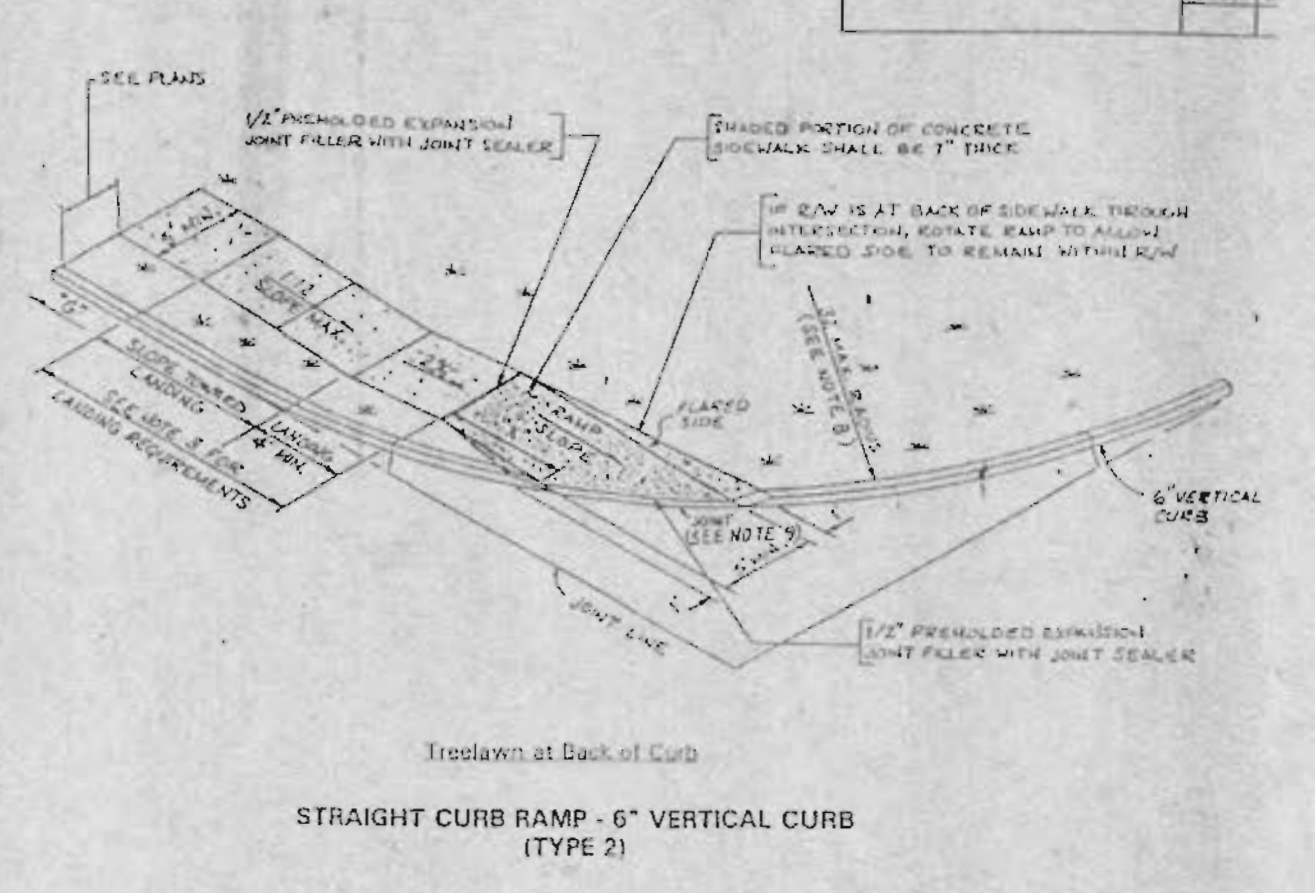 SEE PLANS
1/2" PREMOLDED EXPANSION
JOINT FILLER WITH JOINT SEALER
SHADED PORTION OF CONCRETE
SIDEWALK SHALL BE 7" THICK
IF R/W IS AT BACK OF SIDEWALK THROUGH
INTERSECTION, ROTATE RAMP TO ALLOW
FLARED SIDE TO REMAIN WITHIN R/W
5' MIN.
1:12
SLOPE MAX.
"G"
SLOPE TOWARD
LANDING
LANDING
4' MIN.
SEE NOTE 3 FOR
LANDING REQUIREMENTS
RAMP
SLOPE
FLARED
SIDE
MAX. RADIUS
(SEE NOTE 8)
6" VERTICAL
CURB
JOINT
(SEE NOTE 9)
JOINT LINE
1/2" PREMOLDED EXPANSION
JOINT FILLER WITH JOINT SEALER
Treelawn at Back of Curb
STRAIGHT CURB RAMP - 6" VERTICAL CURB
(TYPE 2)